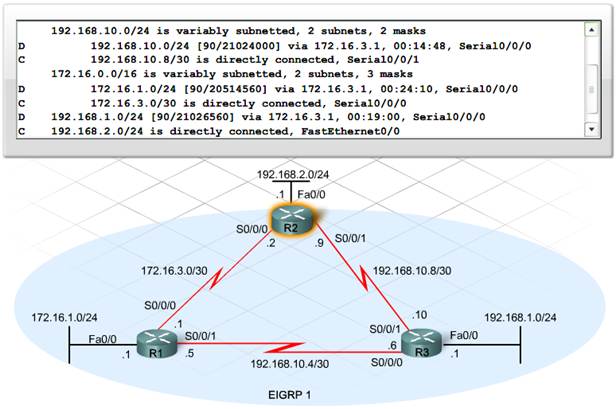 192.168.10.0/24 is variably subnetted, 2 subnets, 2 masks
D 192.168.10.0/24 [90/21024000] via 172.16.3.1, 00:14:48, Serial0/0/0
C 192.168.10.8/30 is directly connected, Serial0/0/1
172.16.0.0/16 is variably subnetted, 2 subnets, 3 masks
D 172.16.1.0/24 [90/20514560] via 172.16.3.1, 00:24:10, Serial0/0/0
C 172.16.3.0/30 is directly connected, Serial0/0/0
D 192.168.1.0/24 [90/21026560] via 172.16.3.1, 00:19:00, Serial0/0/0
C 192.168.2.0/24 is directly connected, FastEthernet0/0
192.168.2.0/24
.1 Fa0/0
R2
S0/0/0 S0/0/1
.2 .9
172.16.3.0/30 192.168.10.8/30
S0/0/0 .10
172.16.1.0/24 192.168.1.0/24
.1 S0/0/1
Fa0/0 S0/0/1 Fa0/0
.1 R1 .5 .6 R3 .1
192.168.10.4/30 S0/0/0
EIGRP 1